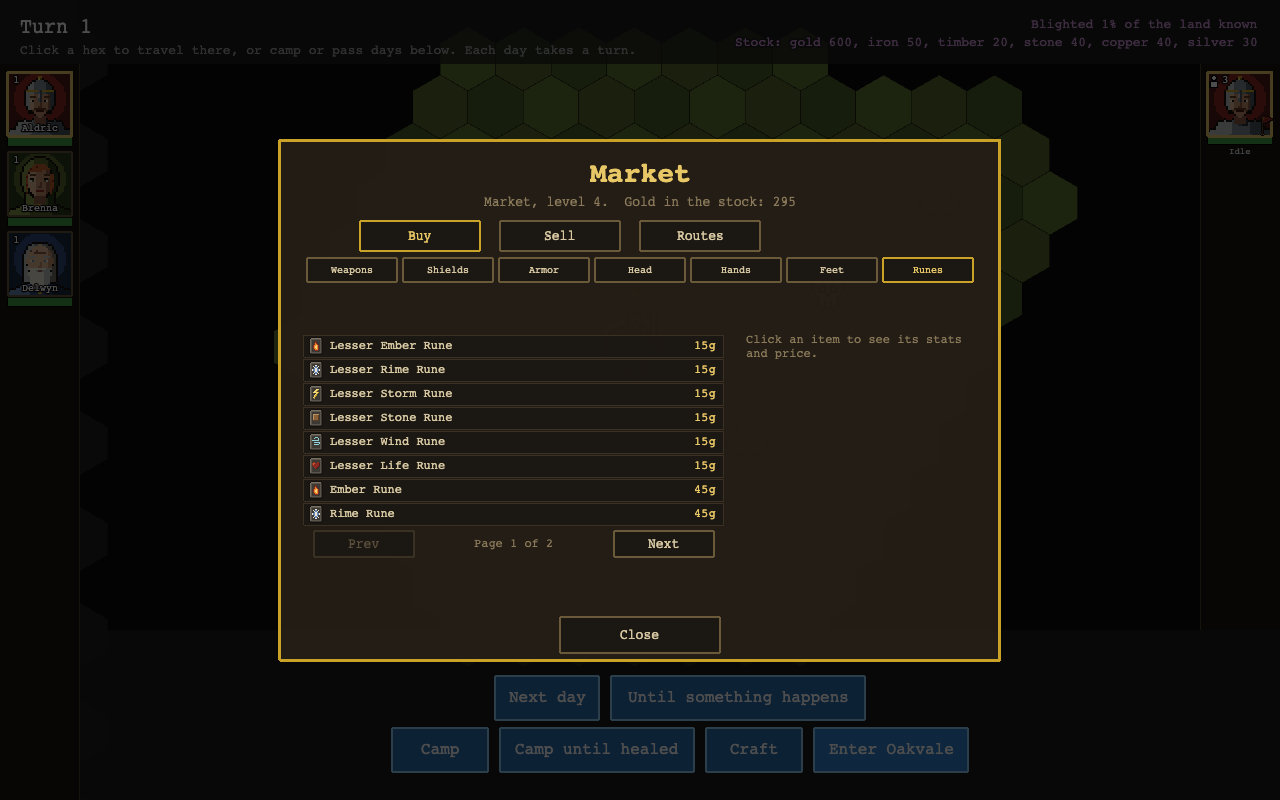 Turn 1
Click a hex to travel there, or camp or pass days below. Each day takes a turn.
Blighted 1% of the land known
Stock: gold 600, iron 50, timber 20, stone 40, copper 40, silver 30
1
Aldric
1
Brenna
1
Delwyn
3
Idle
Market
Market, level 4. Gold in the stock: 295
Buy Sell Routes
Weapons Shields Armor Head Hands Feet Runes
Lesser Ember Rune 15g
Lesser Rime Rune 15g
Lesser Storm Rune 15g
Lesser Stone Rune 15g
Lesser Wind Rune 15g
Lesser Life Rune 15g
Ember Rune 45g
Rime Rune 45g
Click an item to see its stats
and price.
Prev Page 1 of 2 Next
Close
Next day Until something happens
Camp Camp until healed Craft Enter Oakvale